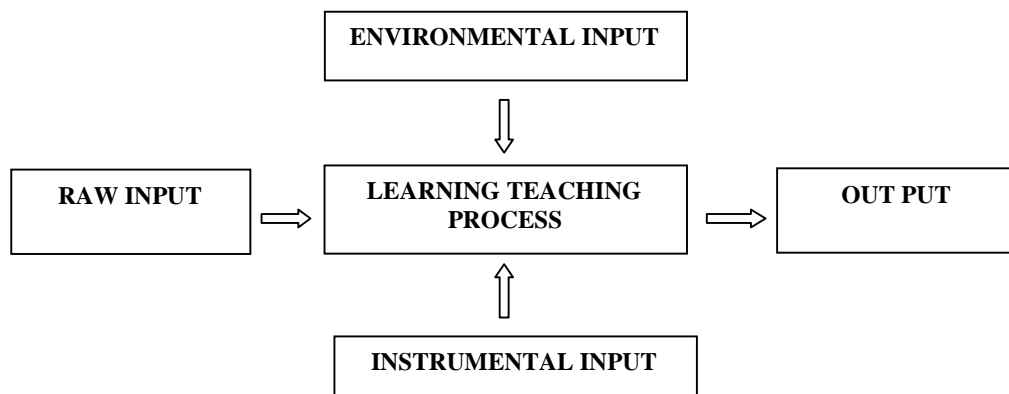 ENVIRONMENTAL INPUT
RAW INPUT
LEARNING TEACHING
PROCESS
OUT PUT
INSTRUMENTAL INPUT